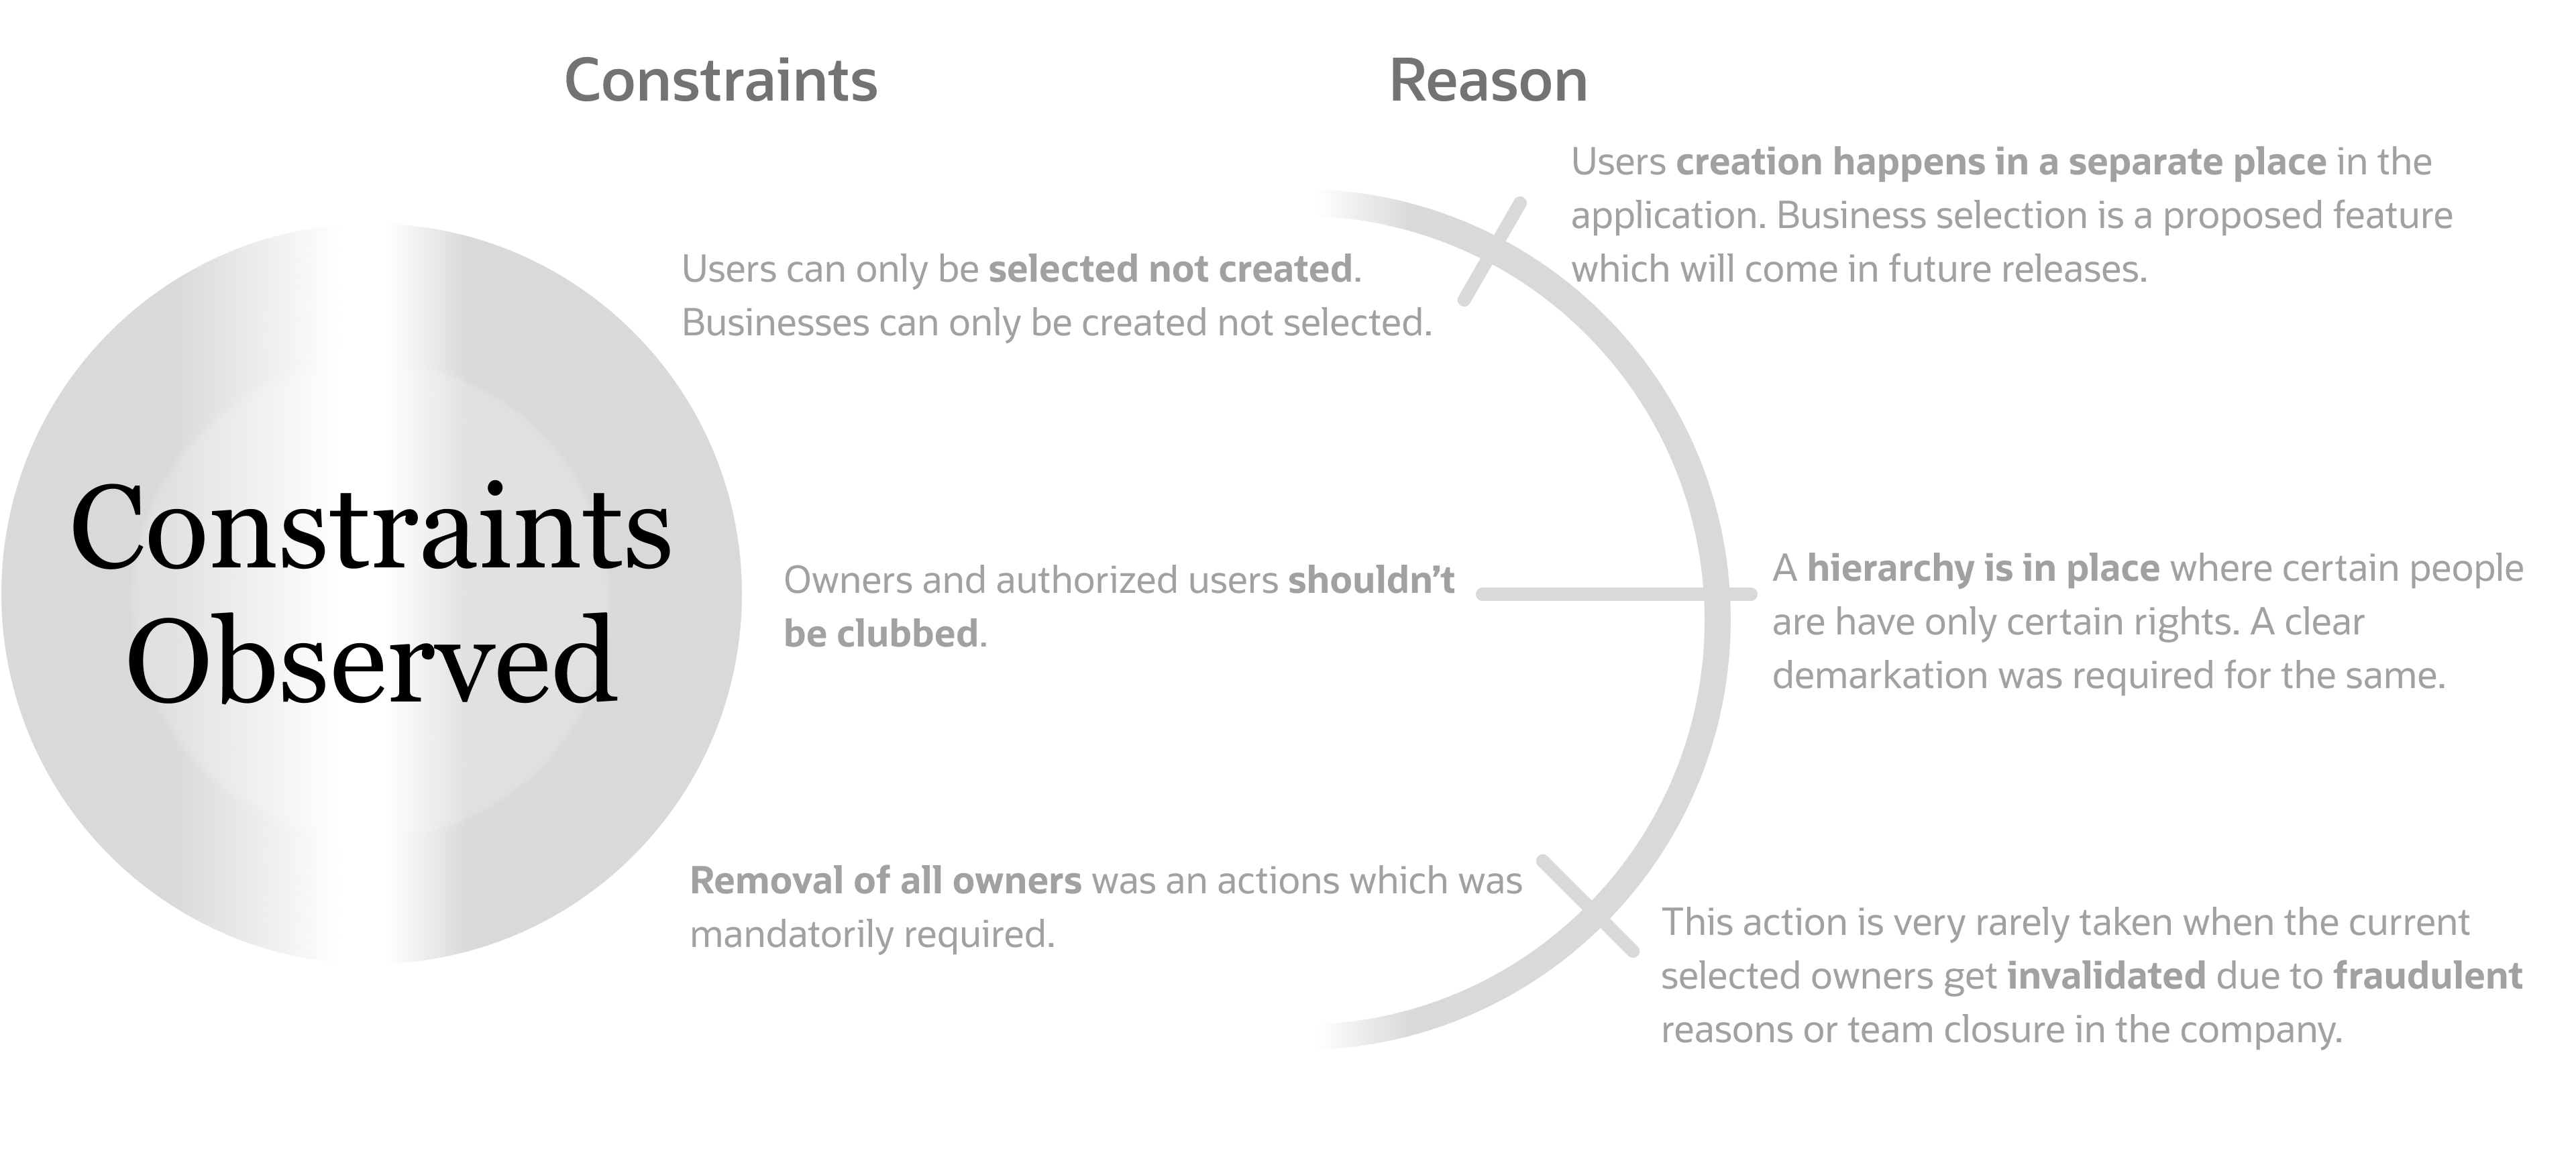 Constraints
Reason
Constraints
Observed
Users can only be selected not created.
Businesses can only be created not selected.
Users creation happens in a separate place in the
application. Business selection is a proposed feature
which will come in future releases.
Owners and authorized users shouldn't
be clubbed.
A hierarchy is in place where certain people
are have only certain rights. A clear
demarkation was required for the same.
Removal of all owners was an actions which was
mandatorily required.
This action is very rarely taken when the current
selected owners get invalidated due to fraudulent
reasons or team closure in the company.